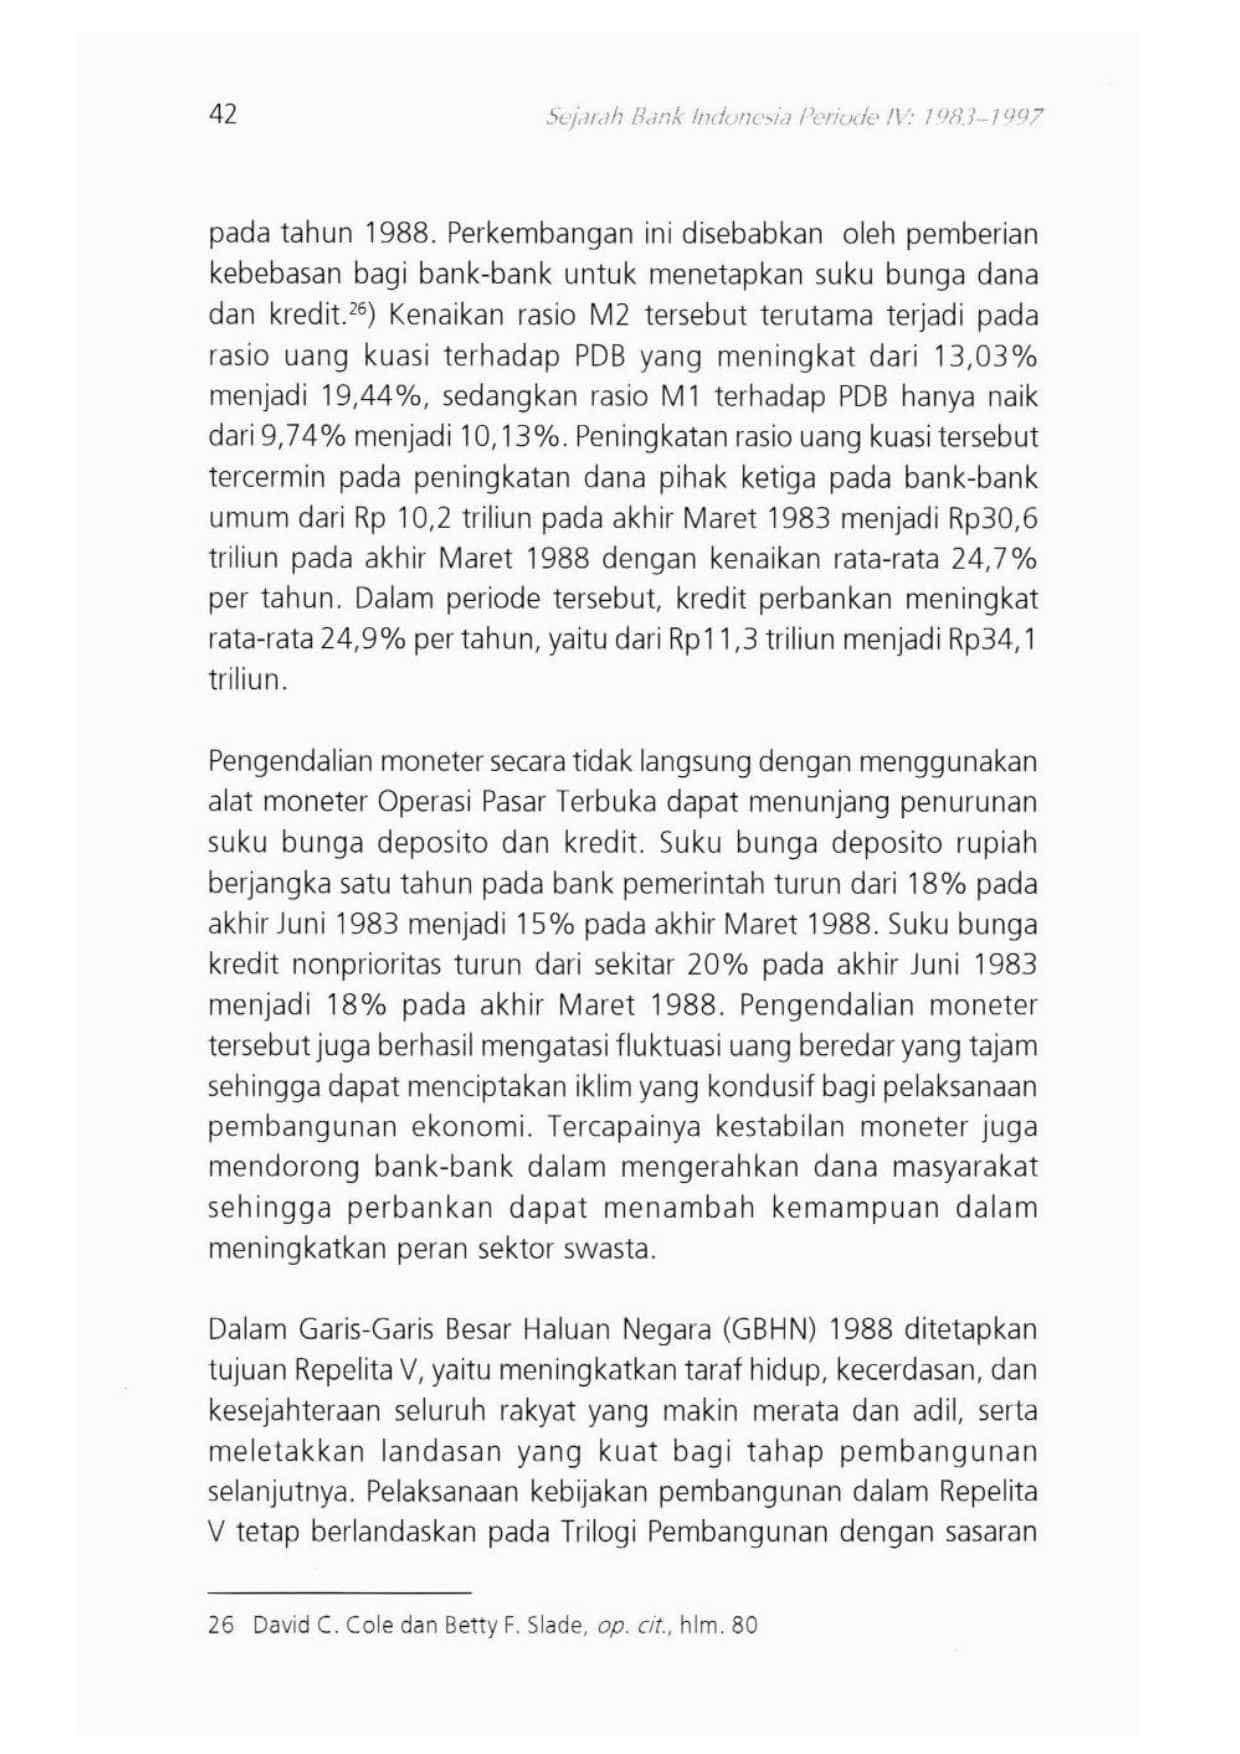 42
Sejarah Bank Indonesia Periode IV: 1983–1997
pada tahun 1988. Perkembangan ini disebabkan oleh pemberian
kebebasan bagi bank-bank untuk menetapkan suku bunga dana
dan kredit.²⁶) Kenaikan rasio M2 tersebut terutama terjadi pada
rasio uang kuasi terhadap PDB yang meningkat dari 13,03%
menjadi 19,44%, sedangkan rasio M1 terhadap PDB hanya naik
dari 9,74% menjadi 10,13%. Peningkatan rasio uang kuasi tersebut
tercermin pada peningkatan dana pihak ketiga pada bank-bank
umum dari Rp 10,2 triliun pada akhir Maret 1983 menjadi Rp30,6
triliun pada akhir Maret 1988 dengan kenaikan rata-rata 24,7%
per tahun. Dalam periode tersebut, kredit perbankan meningkat
rata-rata 24,9% per tahun, yaitu dari Rp11,3 triliun menjadi Rp34,1
triliun.
Pengendalian moneter secara tidak langsung dengan menggunakan
alat moneter Operasi Pasar Terbuka dapat menunjang penurunan
suku bunga deposito dan kredit. Suku bunga deposito rupiah
berjangka satu tahun pada bank pemerintah turun dari 18% pada
akhir Juni 1983 menjadi 15% pada akhir Maret 1988. Suku bunga
kredit nonprioritas turun dari sekitar 20% pada akhir Juni 1983
menjadi 18% pada akhir Maret 1988. Pengendalian moneter
tersebut juga berhasil mengatasi fluktuasi uang beredar yang tajam
sehingga dapat menciptakan iklim yang kondusif bagi pelaksanaan
pembangunan ekonomi. Tercapainya kestabilan moneter juga
mendorong bank-bank dalam mengerahkan dana masyarakat
sehingga perbankan dapat menambah kemampuan dalam
meningkatkan peran sektor swasta.
Dalam Garis-Garis Besar Haluan Negara (GBHN) 1988 ditetapkan
tujuan Repelita V, yaitu meningkatkan taraf hidup, kecerdasan, dan
kesejahteraan seluruh rakyat yang makin merata dan adil, serta
meletakkan landasan yang kuat bagi tahap pembangunan
selanjutnya. Pelaksanaan kebijakan pembangunan dalam Repelita
V tetap berlandaskan pada Trilogi Pembangunan dengan sasaran
26 David C. Cole dan Betty F. Slade, op. cit., hlm. 80